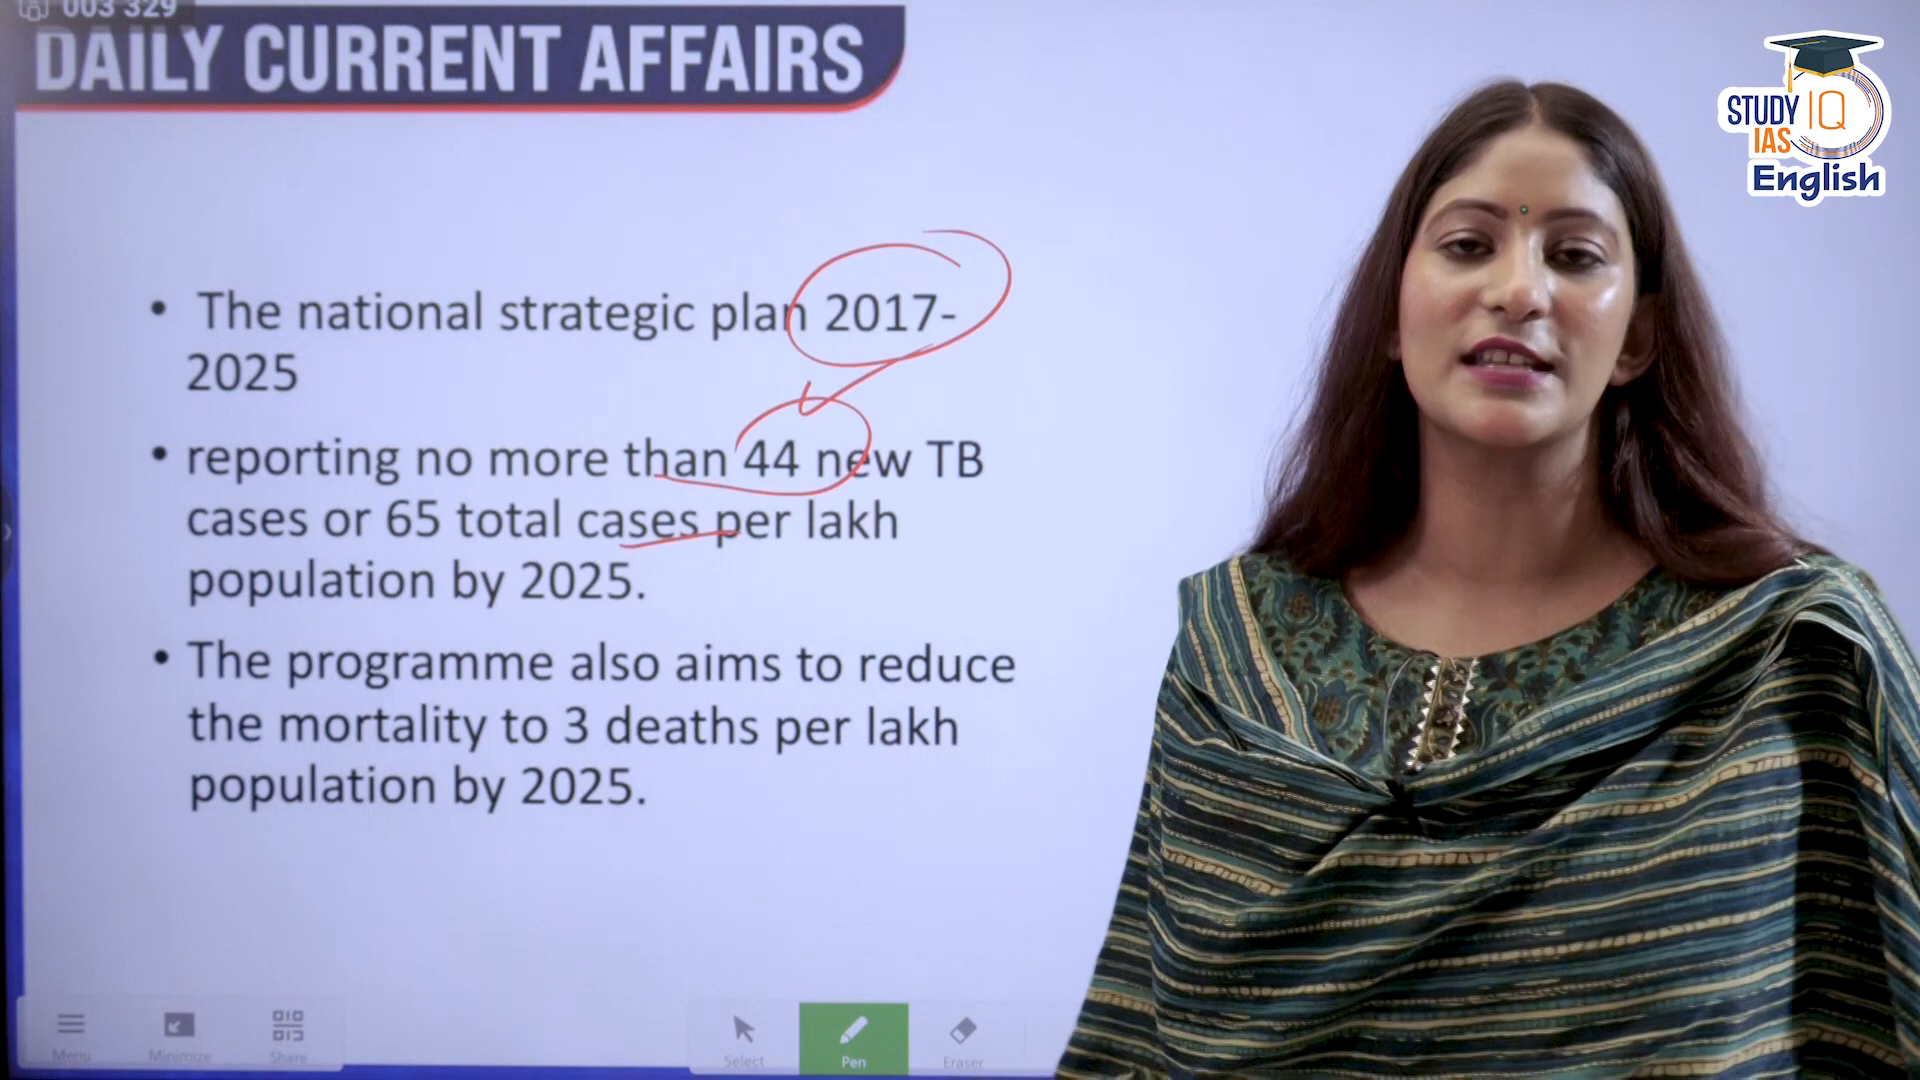 003 329
DAILY CURRENT AFFAIRS
STUDY IQ
IAS
English
• The national strategic plan 2017-
2025
• reporting no more than 44 new TB
cases or 65 total cases per lakh
population by 2025.
• The programme also aims to reduce
the mortality to 3 deaths per lakh
population by 2025.
Menu Minimize Share Select Pen Eraser